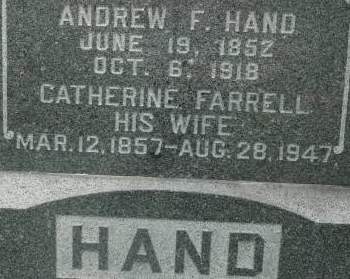 ANDREW F. HAND
JUNE 19, 1852
OCT. 6, 1918
CATHERINE FARRELL
HIS WIFE
MAR. 12, 1857–AUG. 28, 1947
HAND